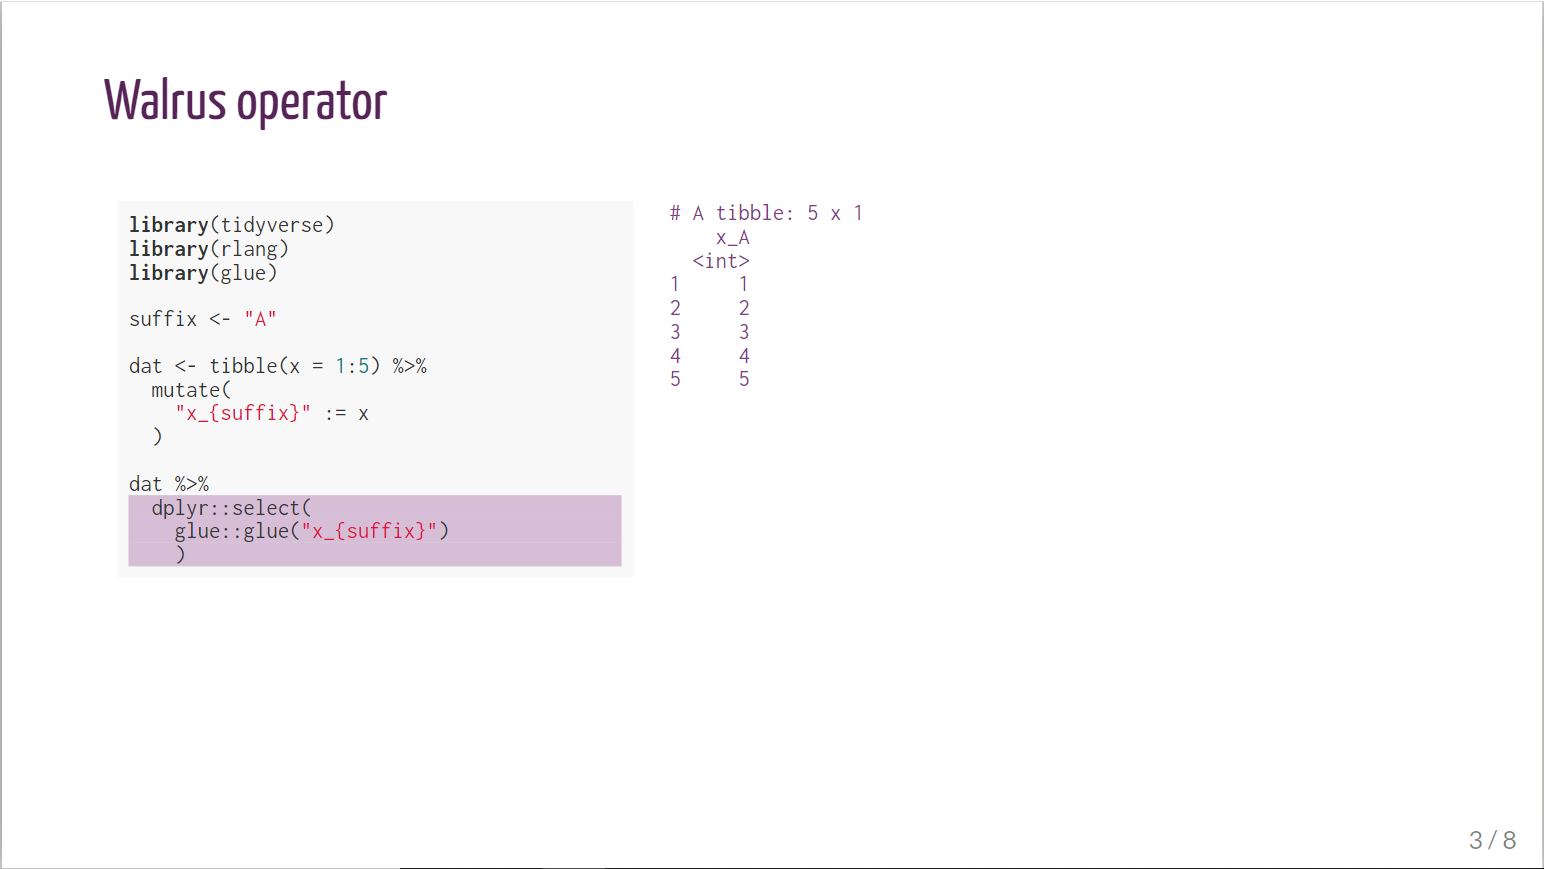 Walrus operator
library(tidyverse)
library(rlang)
library(glue)
suffix <- "A"
dat <- tibble(x = 1:5) %>%
  mutate(
    "x_{suffix}" := x
  )
dat %>%
  dplyr::select(
    glue::glue("x_{suffix}")
    )
# A tibble: 5 x 1
    x_A
  <int>
1     1
2     2
3     3
4     4
5     5
3 / 8